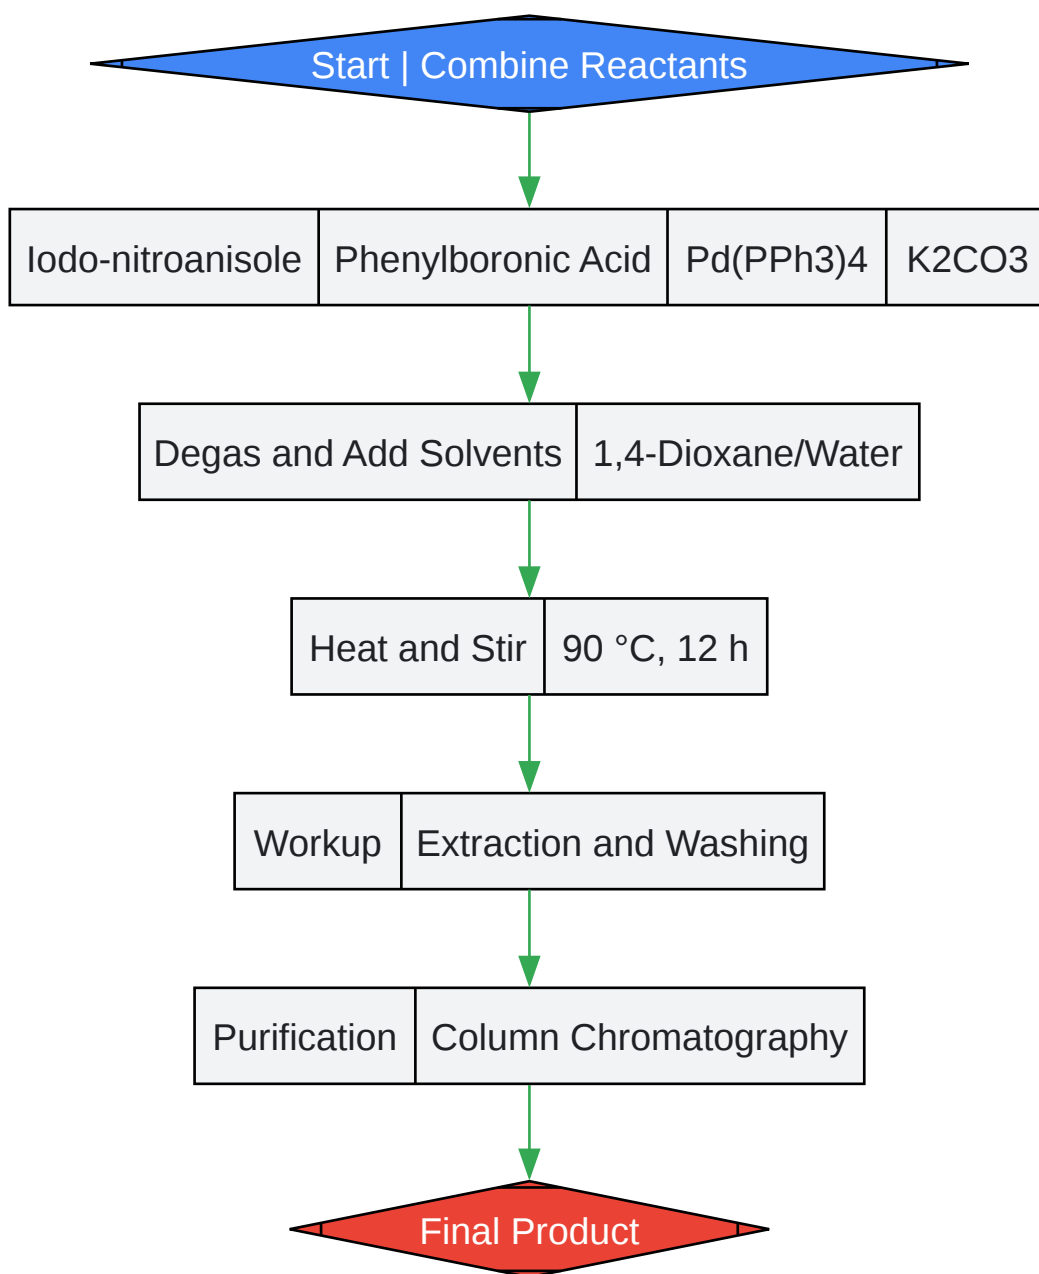 Start | Combine Reactants
Iodo-nitroanisole Phenylboronic Acid Pd(PPh3)4 K2CO3
Degas and Add Solvents 1,4-Dioxane/Water
Heat and Stir 90 °C, 12 h
Workup Extraction and Washing
Purification Column Chromatography
Final Product